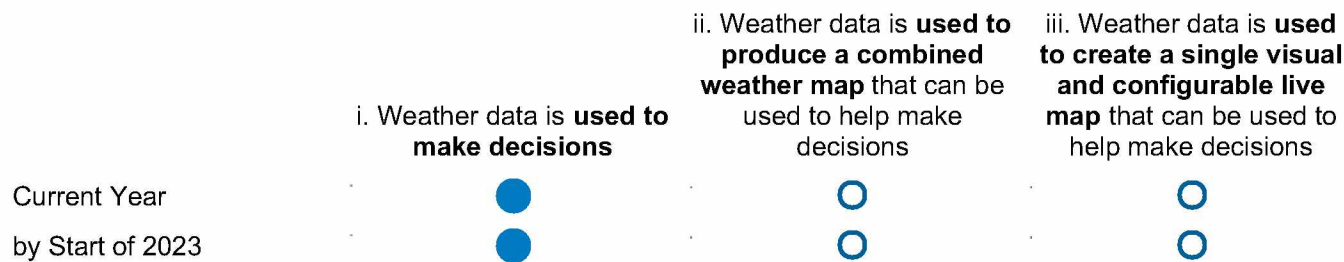 i. Weather data is used to
make decisions
ii. Weather data is used to
produce a combined
weather map that can be
used to help make
decisions
iii. Weather data is used
to create a single visual
and configurable live
map that can be used to
help make decisions
Current Year
by Start of 2023